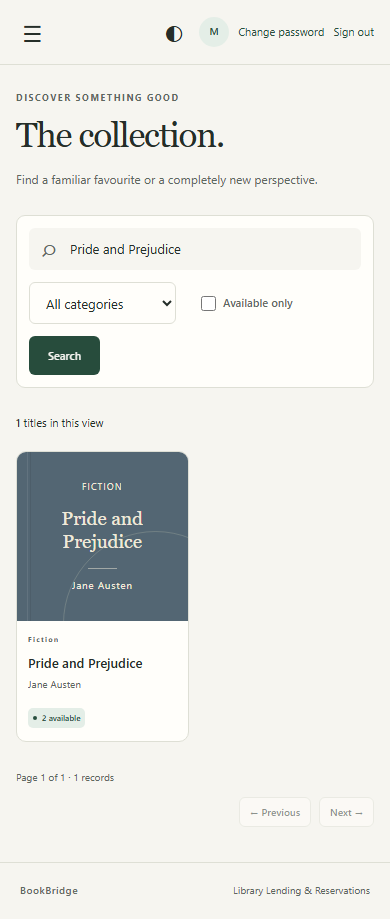 M Change password Sign out
DISCOVER SOMETHING GOOD
The collection.
Find a familiar favourite or a completely new perspective.
Pride and Prejudice
All categories Available only
Search
1 titles in this view
FICTION
Pride and
Prejudice
Jane Austen
Fiction
Pride and Prejudice
Jane Austen
2 available
Page 1 of 1 · 1 records
← Previous Next →
BookBridge Library Lending & Reservations